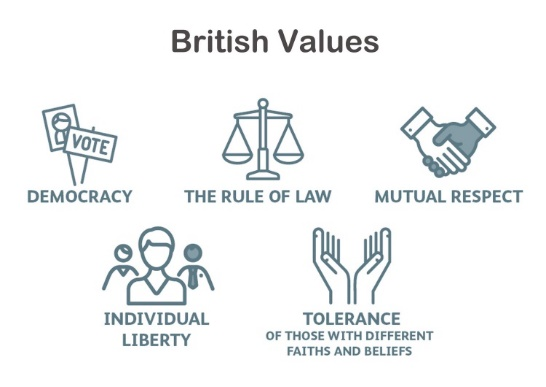 British Values
VOTE
DEMOCRACY
THE RULE OF LAW
MUTUAL RESPECT
INDIVIDUAL
LIBERTY
TOLERANCE
OF THOSE WITH DIFFERENT
FAITHS AND BELIEFS